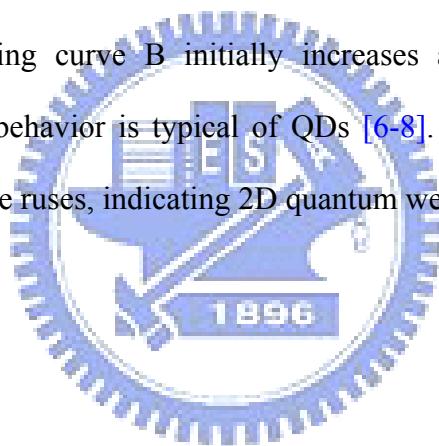 ing curve B initially increases
behavior is typical of QDs [6-8].
e ruses, indicating 2D quantum we
E S A
1896